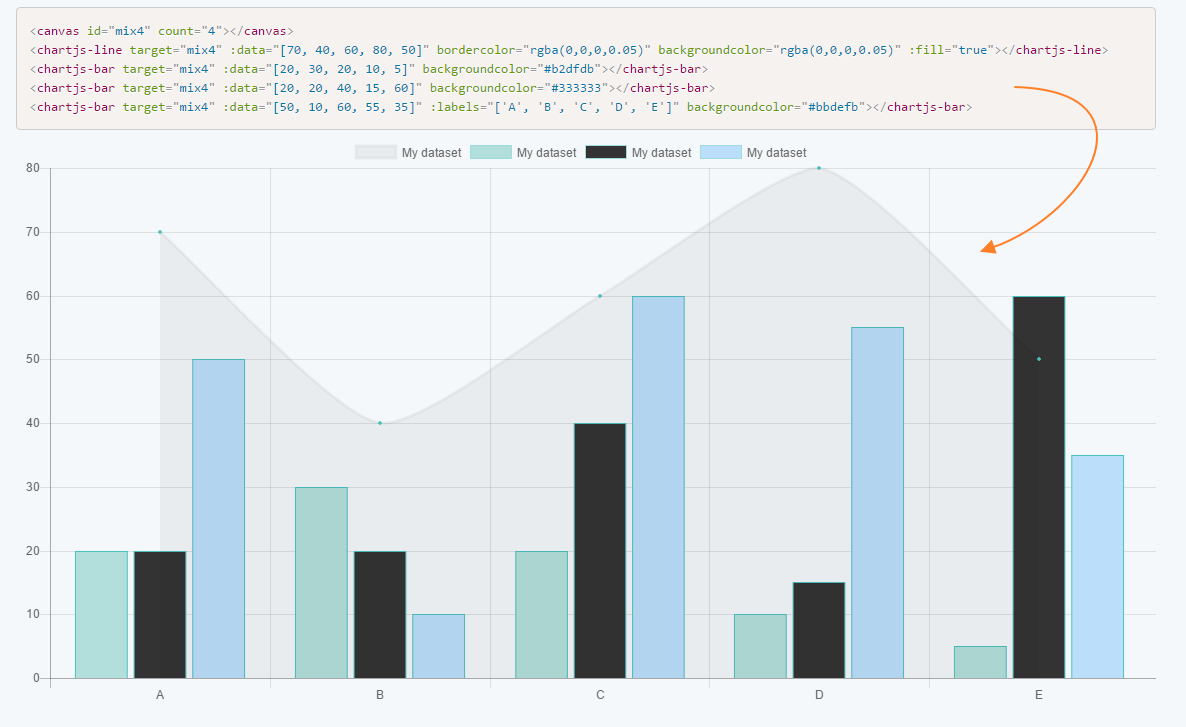 <canvas id="mix4" count="4"></canvas>
<chartjs-line target="mix4" :data="[70, 40, 60, 80, 50]" bordercolor="rgba(0,0,0,0.05)" backgroundcolor="rgba(0,0,0,0.05)" :fill="true"></chartjs-line>
<chartjs-bar target="mix4" :data="[20, 30, 20, 10, 5]" backgroundcolor="#b2dfdb"></chartjs-bar>
<chartjs-bar target="mix4" :data="[20, 20, 40, 15, 60]" backgroundcolor="#333333"></chartjs-bar>
<chartjs-bar target="mix4" :data="[50, 10, 60, 55, 35]" :labels="['A', 'B', 'C', 'D', 'E']" backgroundcolor="#bbdefb"></chartjs-bar>
My dataset My dataset My dataset My dataset
80
70
60
50
40
30
20
10
0
A B C D E